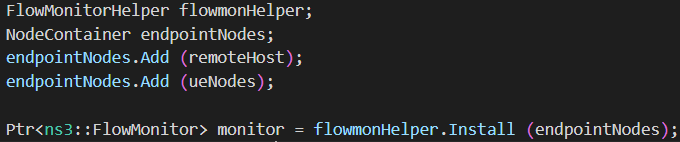 FlowMonitorHelper flowmonHelper;
NodeContainer endpointNodes;
endpointNodes.Add (remoteHost);
endpointNodes.Add (ueNodes);
Ptr<ns3::FlowMonitor> monitor = flowmonHelper.Install (endpointNodes);